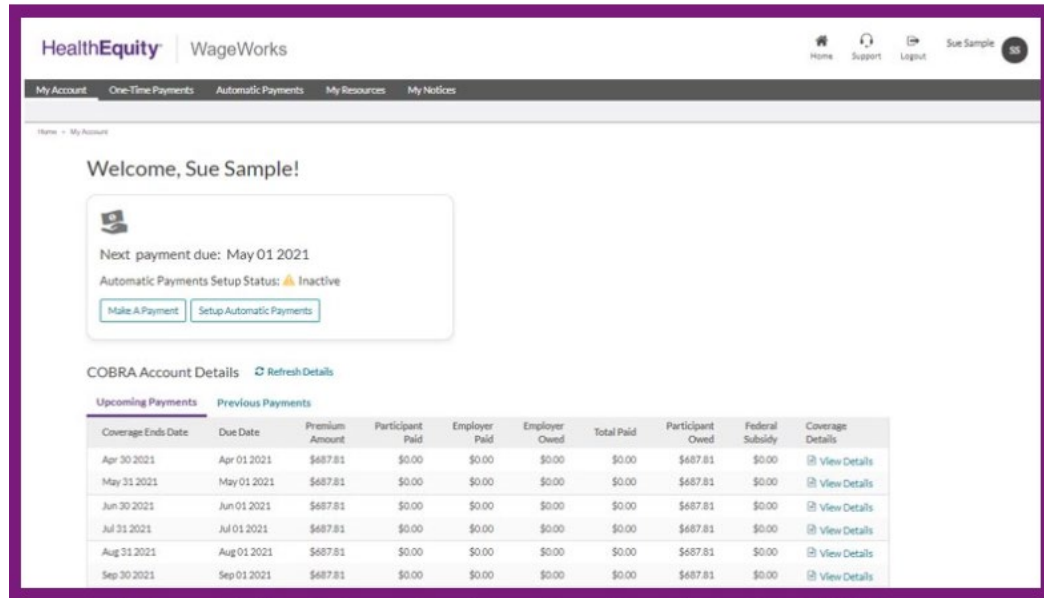 HealthEquity WageWorks
Home Support Logout Sue Sample SS
My Account One-Time Payments Automatic Payments My Resources My Notices
Home My Account
Welcome, Sue Sample!
Next payment due: May 01 2021
Automatic Payments Setup Status: Inactive
Make A Payment Setup Automatic Payments
COBRA Account Details Refresh Details
Upcoming Payments Previous Payments
Coverage Ends Date Due Date Premium Amount Participant Paid Employer Paid Employer Owed Total Paid Participant Owed Federal Subsidy Coverage Details
Apr 30 2021 Apr 01 2021 $687.81 $0.00 $0.00 $0.00 $0.00 $687.81 $0.00 View Details
May 31 2021 May 01 2021 $687.81 $0.00 $0.00 $0.00 $0.00 $687.81 $0.00 View Details
Jun 30 2021 Jun 01 2021 $687.81 $0.00 $0.00 $0.00 $0.00 $687.81 $0.00 View Details
Jul 31 2021 Jul 01 2021 $687.81 $0.00 $0.00 $0.00 $0.00 $687.81 $0.00 View Details
Aug 31 2021 Aug 01 2021 $687.81 $0.00 $0.00 $0.00 $0.00 $687.81 $0.00 View Details
Sep 30 2021 Sep 01 2021 $687.81 $0.00 $0.00 $0.00 $0.00 $687.81 $0.00 View Details